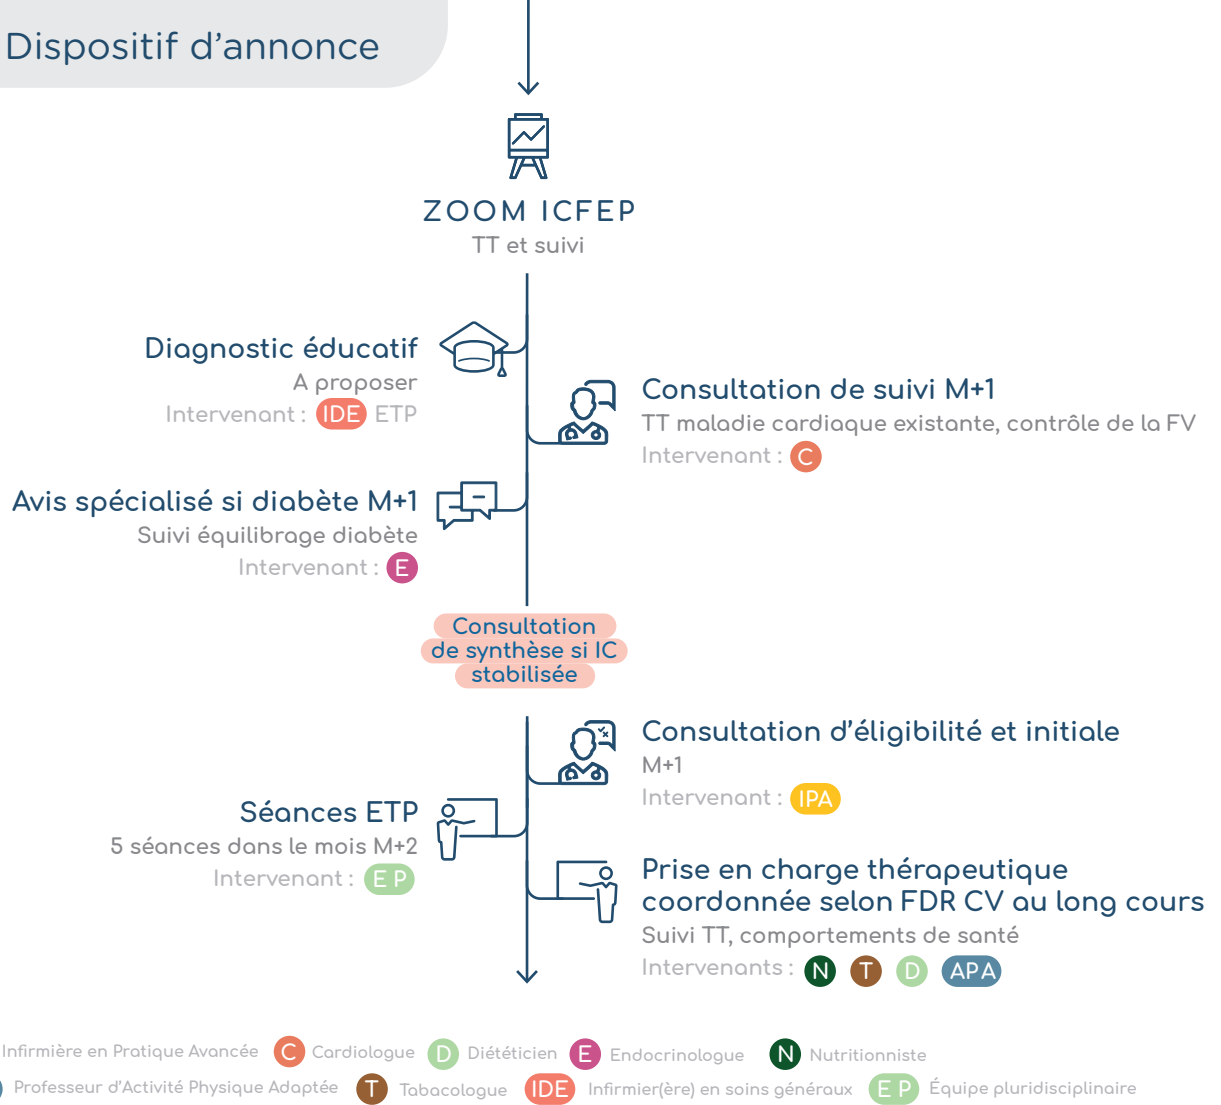 Dispositif d'annonce
ZOOM ICFEP
TT et suivi
Diagnostic éducatif
A proposer
Intervenant : IDE ETP
Consultation de suivi M+1
TT maladie cardiaque existante, contrôle de la FV
Intervenant : C
Avis spécialisé si diabète M+1
Suivi équilibrage diabète
Intervenant : E
Consultation
de synthèse si IC
stabilisée
Consultation d'éligibilité et initiale
M+1
Intervenant : IPA
Séances ETP
5 séances dans le mois M+2
Intervenant : E P
Prise en charge thérapeutique
coordonnée selon FDR CV au long cours
Suivi TT, comportements de santé
Intervenants : N T D APA
Infirmière en Pratique Avancée C Cardiologue D Diététicien E Endocrinologue N Nutritionniste
Professeur d'Activité Physique Adaptée T Tabacologue IDE Infirmier(ère) en soins généraux E P Équipe pluridisciplinaire